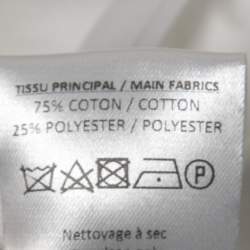 TISSU PRINCIPAL / MAIN FABRICS
75% COTON / COTTON
25% POLYESTER / POLYESTER
P
Nettoyage à sec